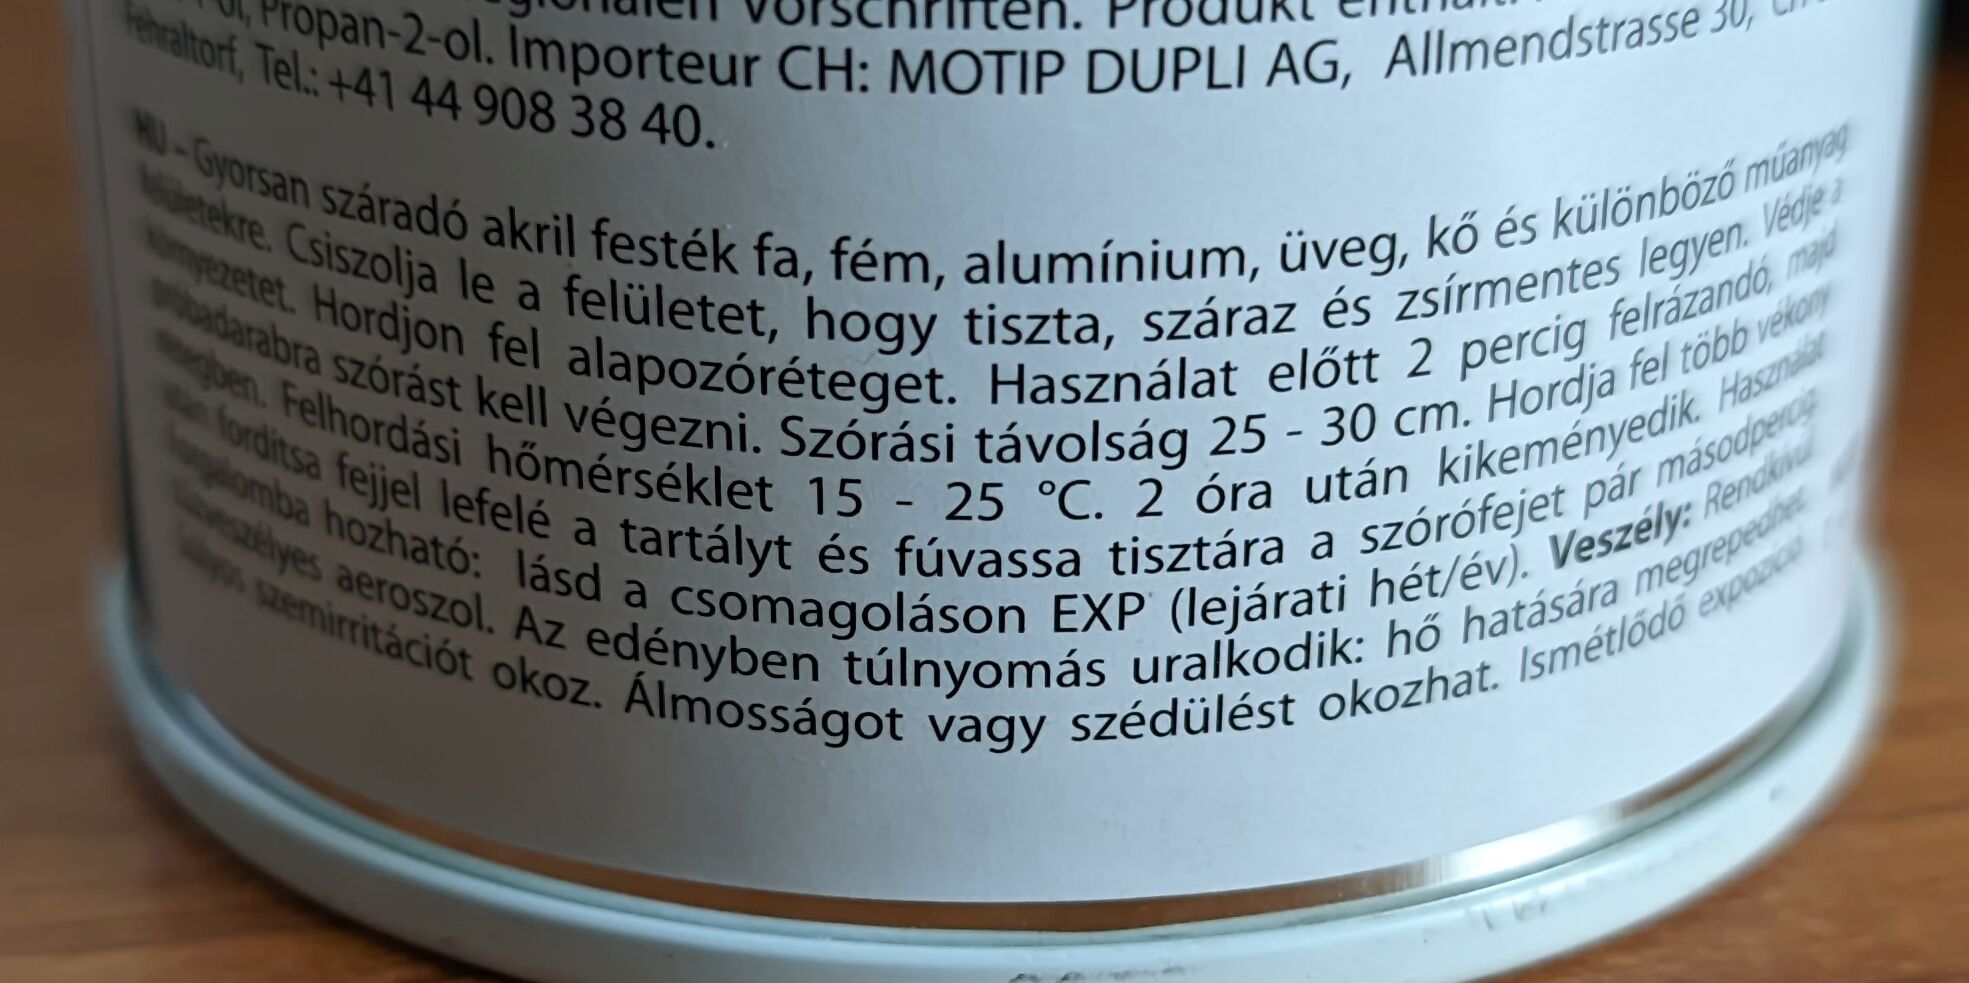 regionalen Vorschriften. Produkt enthält:
Propan-2-ol. Importeur CH: MOTIP DUPLI AG, Allmendstrasse 30,
Fehraltorf, Tel.: +41 44 908 38 40.
HU – Gyorsan száradó akril festék fa, fém, alumínium, üveg, kő és különböző műanyag
felületekre. Csiszolja le a felületet, hogy tiszta, száraz és zsírmentes legyen. Védje a
környezetet. Hordjon fel alapozóréteget. Használat előtt 2 percig felrázandó, majd
próbadarabra szórást kell végezni. Szórási távolság 25 - 30 cm. Hordja fel több vékony
rétegben. Felhordási hőmérséklet 15 - 25 °C. 2 óra után kikeményedik. Használat
után fordítsa fejjel lefelé a tartályt és fúvassa tisztára a szórófejet pár másodpercig.
Forgalomba hozható: lásd a csomagoláson EXP (lejárati hét/év). Veszély: Rendkívül
tűzveszélyes aeroszol. Az edényben túlnyomás uralkodik: hő hatására megrepedhet.
Súlyos szemirritációt okoz. Álmosságot vagy szédülést okozhat. Ismétlődő expozíció